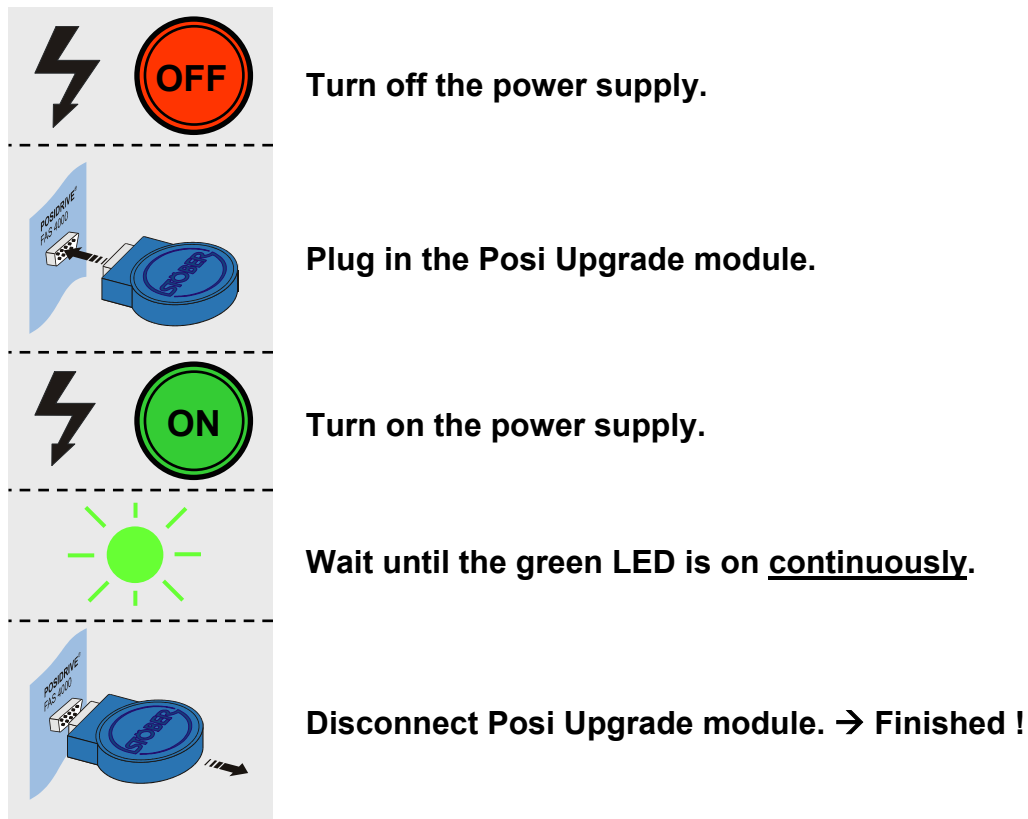 OFF
Turn off the power supply.
POSIDRIVE®
FAS 4000
STÖBER
Plug in the Posi Upgrade module.
ON
Turn on the power supply.
Wait until the green LED is on continuously.
POSIDRIVE®
FAS 4000
STÖBER
Disconnect Posi Upgrade module. → Finished !